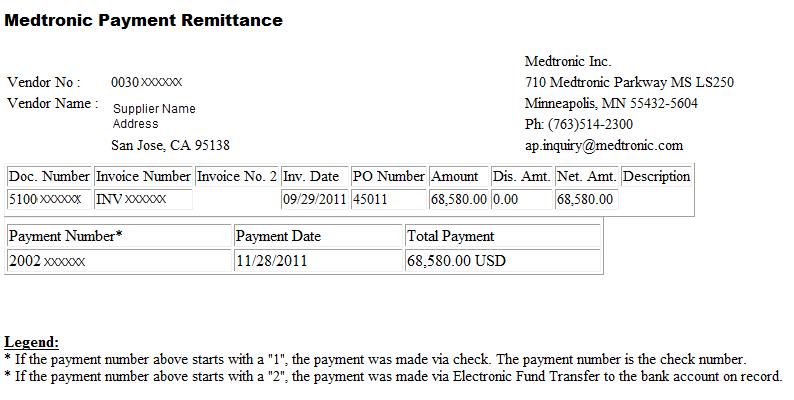 Medtronic Payment Remittance
Medtronic Inc.
Vendor No : 0030XXXXXX 710 Medtronic Parkway MS LS250
Vendor Name : Supplier Name Minneapolis, MN 55432-5604
Address Ph: (763)514-2300
San Jose, CA 95138 ap.inquiry@medtronic.com
Doc. Number Invoice Number Invoice No. 2 Inv. Date PO Number Amount Dis. Amt. Net. Amt. Description
5100XXXXXX INVXXXXXX 09/29/2011 45011 68,580.00 0.00 68,580.00
Payment Number* Payment Date Total Payment
2002XXXXXX 11/28/2011 68,580.00 USD
Legend:
* If the payment number above starts with a "1", the payment was made via check. The payment number is the check number.
* If the payment number above starts with a "2", the payment was made via Electronic Fund Transfer to the bank account on record.